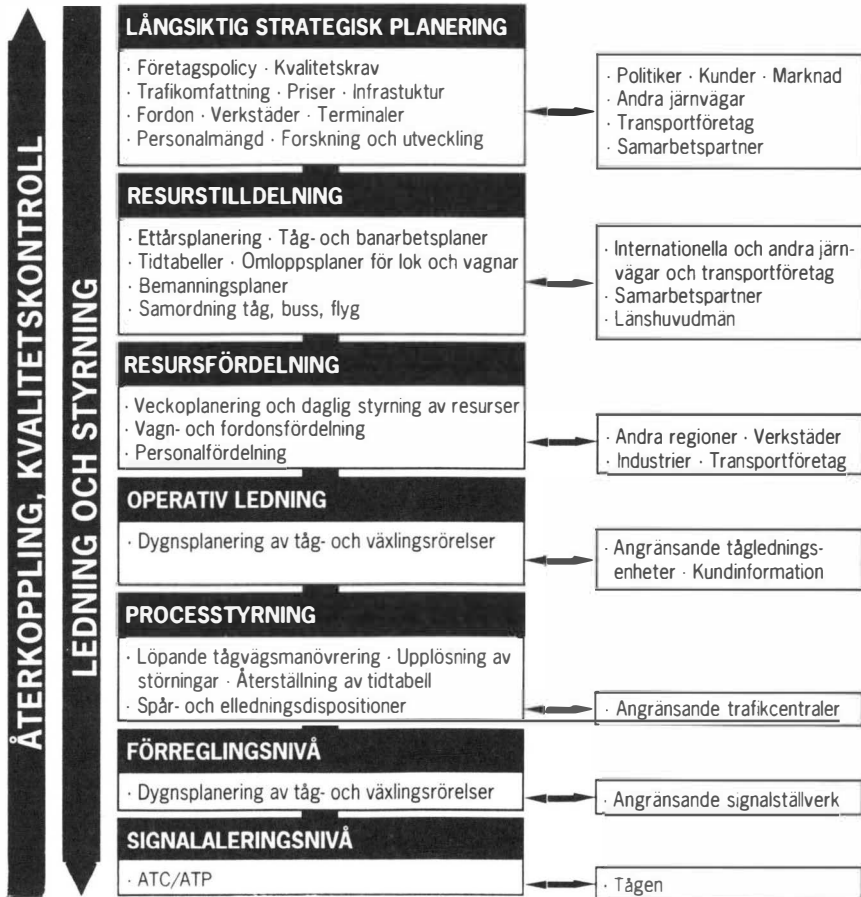 ÅTERKOPPLING, KVALITETSKONTROLL
LEDNING OCH STYRNING
LÅNGSIKTIG STRATEGISK PLANERING
· Företagspolicy · Kvalitetskrav
· Trafikomfattning · Priser · Infrastuktur
· Fordon · Verkstäder · Terminaler
· Personalmängd · Forskning och utveckling
· Politiker · Kunder · Marknad
· Andra järnvägar
· Transportföretag
· Samarbetspartner
RESURSTILLDELNING
· Ettårsplanering · Tåg- och banarbetsplaner
· Tidtabeller · Omloppsplaner för lok och vagnar
· Bemanningsplaner
· Samordning tåg, buss, flyg
· Internationella och andra järn-
vägar och transportföretag
· Samarbetspartner
· Länshuvudmän
RESURSFÖRDELNING
· Veckoplanering och daglig styrning av resurser
· Vagn- och fordonsfördelning
· Personalfördelning
· Andra regioner · Verkstäder
· Industrier · Transportföretag
OPERATIV LEDNING
· Dygnsplanering av tåg- och växlingsrörelser
· Angränsande tåglednings-
enheter · Kundinformation
PROCESSTYRNING
· Löpande tågvägsmanövrering · Upplösning av
störningar · Återställning av tidtabell
· Spår- och elledningsdispositioner
· Angränsande trafikcentraler
FÖRREGLINGSNIVÅ
· Dygnsplanering av tåg- och växlingsrörelser
· Angränsande signalställverk
SIGNALALERINGSNIVÅ
· ATC/ATP
· Tågen